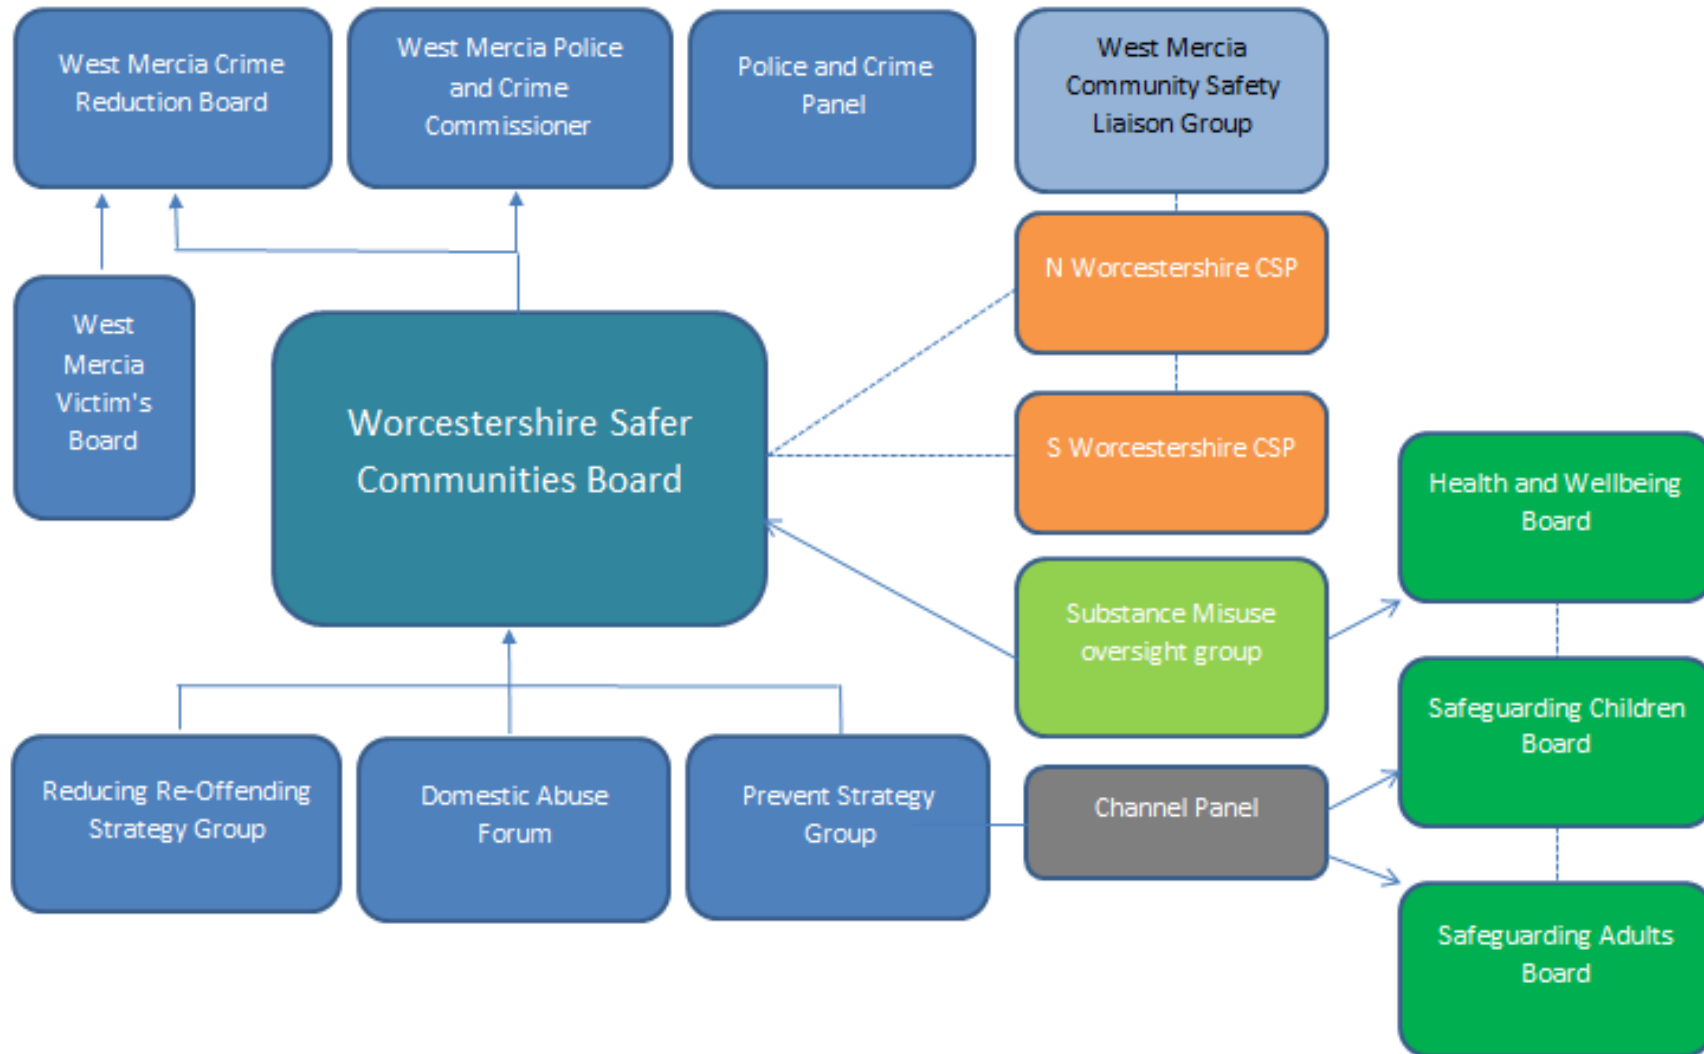 West Mercia Crime
Reduction Board
West Mercia Police
and Crime
Commissioner
Police and Crime
Panel
West Mercia
Community Safety
Liaison Group
N Worcestershire CSP
West
Mercia
Victim's
Board
Worcestershire Safer
Communities Board
S Worcestershire CSP
Health and Wellbeing
Board
Substance Misuse
oversight group
Safeguarding Children
Board
Reducing Re-Offending
Strategy Group
Domestic Abuse
Forum
Prevent Strategy
Group
Channel Panel
Safeguarding Adults
Board